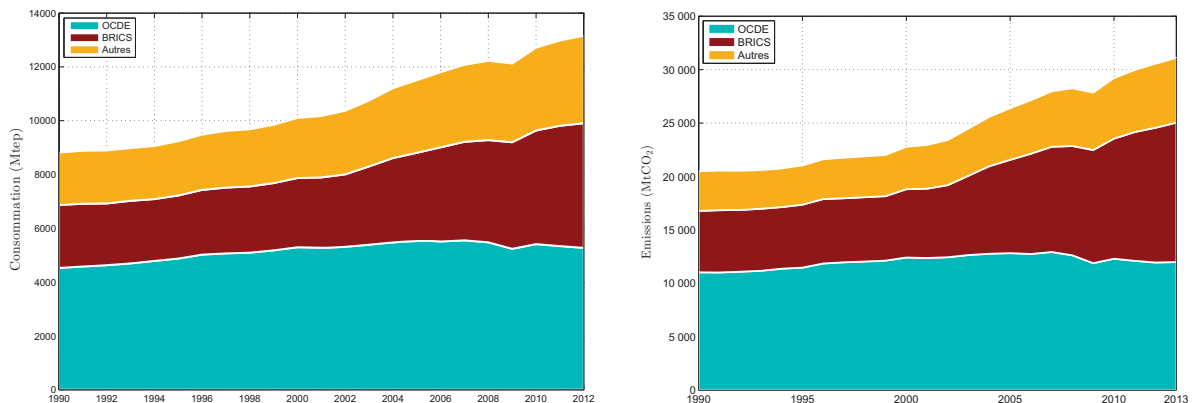 Consommation (Mtep)
14000
12000
10000
8000
6000
4000
2000
0
OCDE
BRICS
Autres
1990 1992 1994 1996 1998 2000 2002 2004 2006 2008 2010 2012
Emissions (MtCO₂)
35 000
30 000
25 000
20 000
15 000
10 000
5 000
0
OCDE
BRICS
Autres
1990 1995 2000 2005 2010 2013